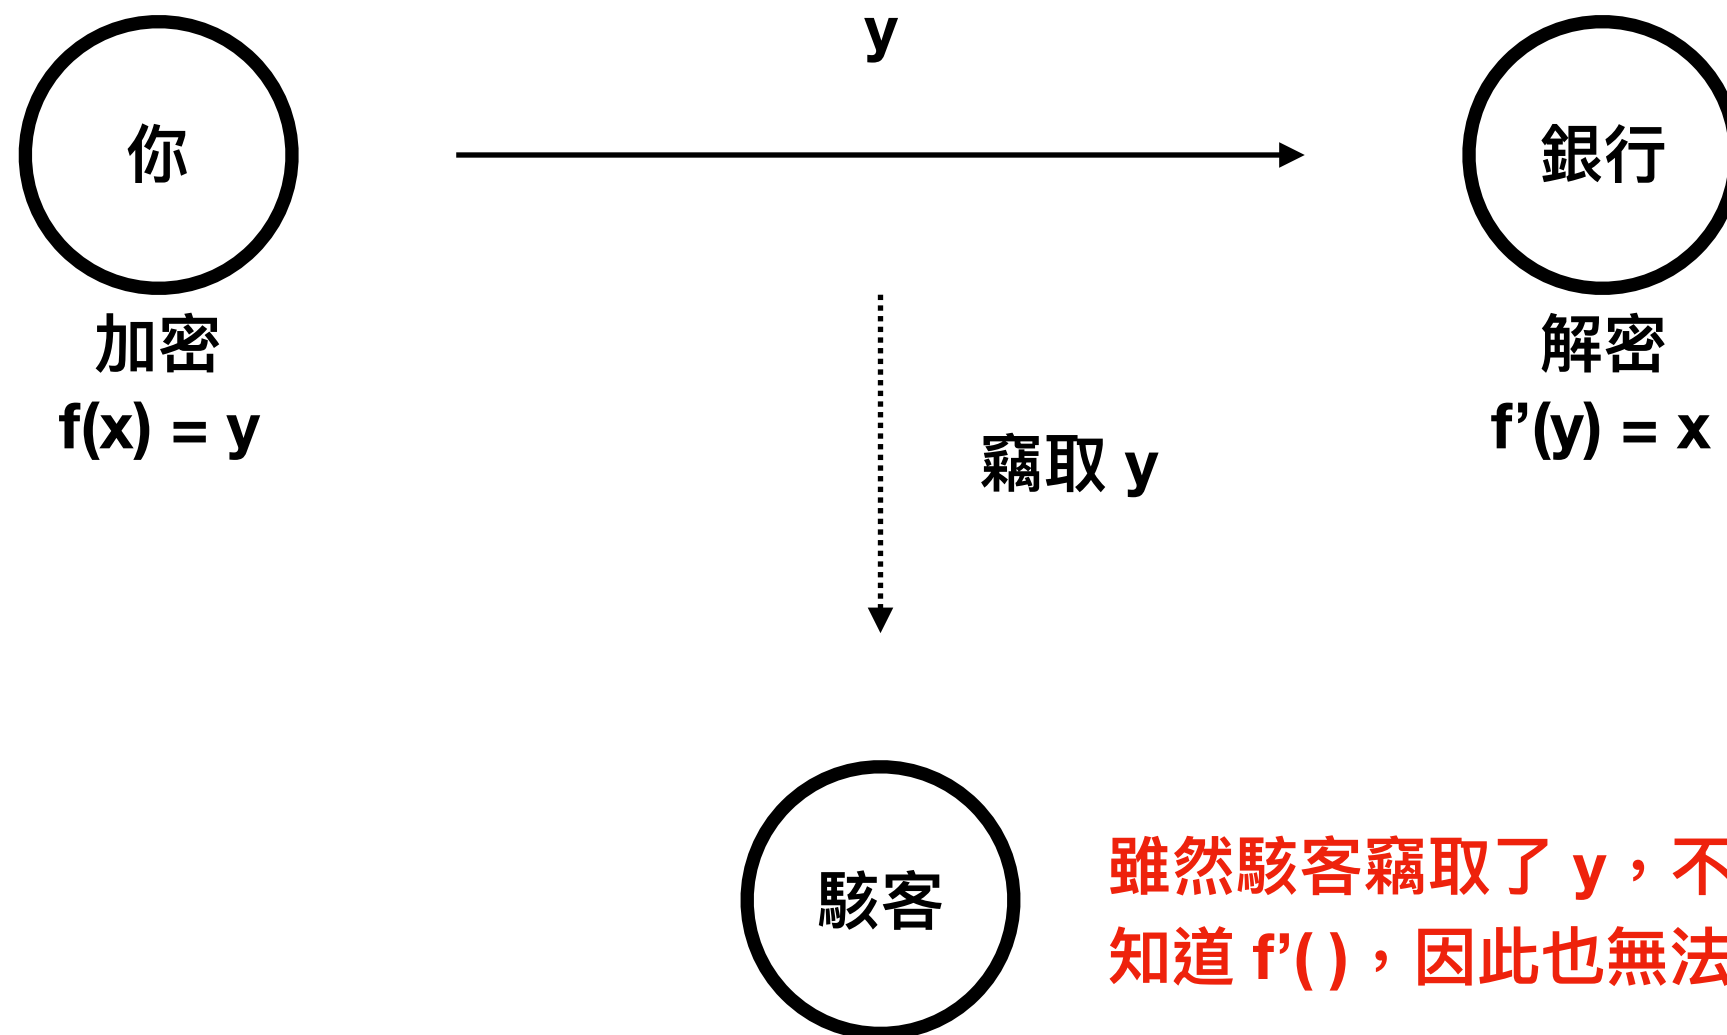 y
你
銀行
加密
f(x) = y
解密
f’(y) = x
竊取 y
駭客
雖然駭客竊取了 y，不
知道 f’( )，因此也無法